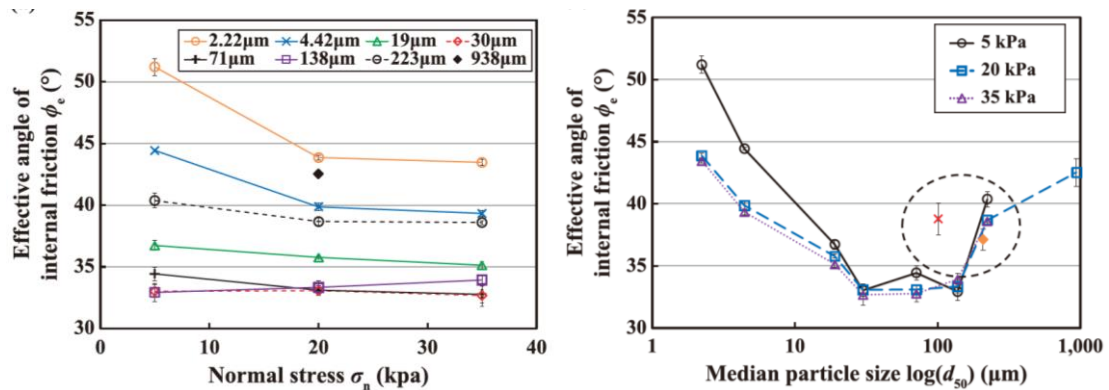 55
50
45
40
35
30
Effective angle of
internal friction ϕe (°)
2.22μm 4.42μm 19μm 30μm
71μm 138μm 223μm 938μm
0 10 20 30 40
Normal stress σn (kpa)
55
50
45
40
35
30
Effective angle of
internal friction ϕe (°)
5 kPa
20 kPa
35 kPa
1 10 100 1,000
Median particle size log(d50) (μm)